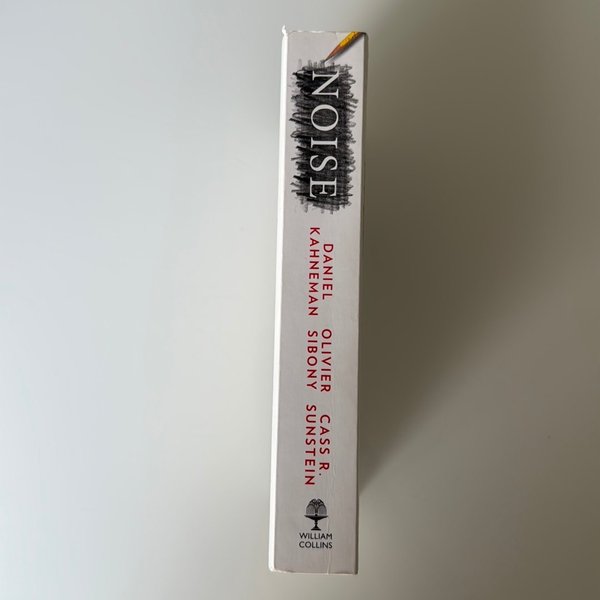 NOISE
DANIEL
KAHNEMAN
OLIVIER
SIBONY
CASS R.
SUNSTEIN
WILLIAM
COLLINS